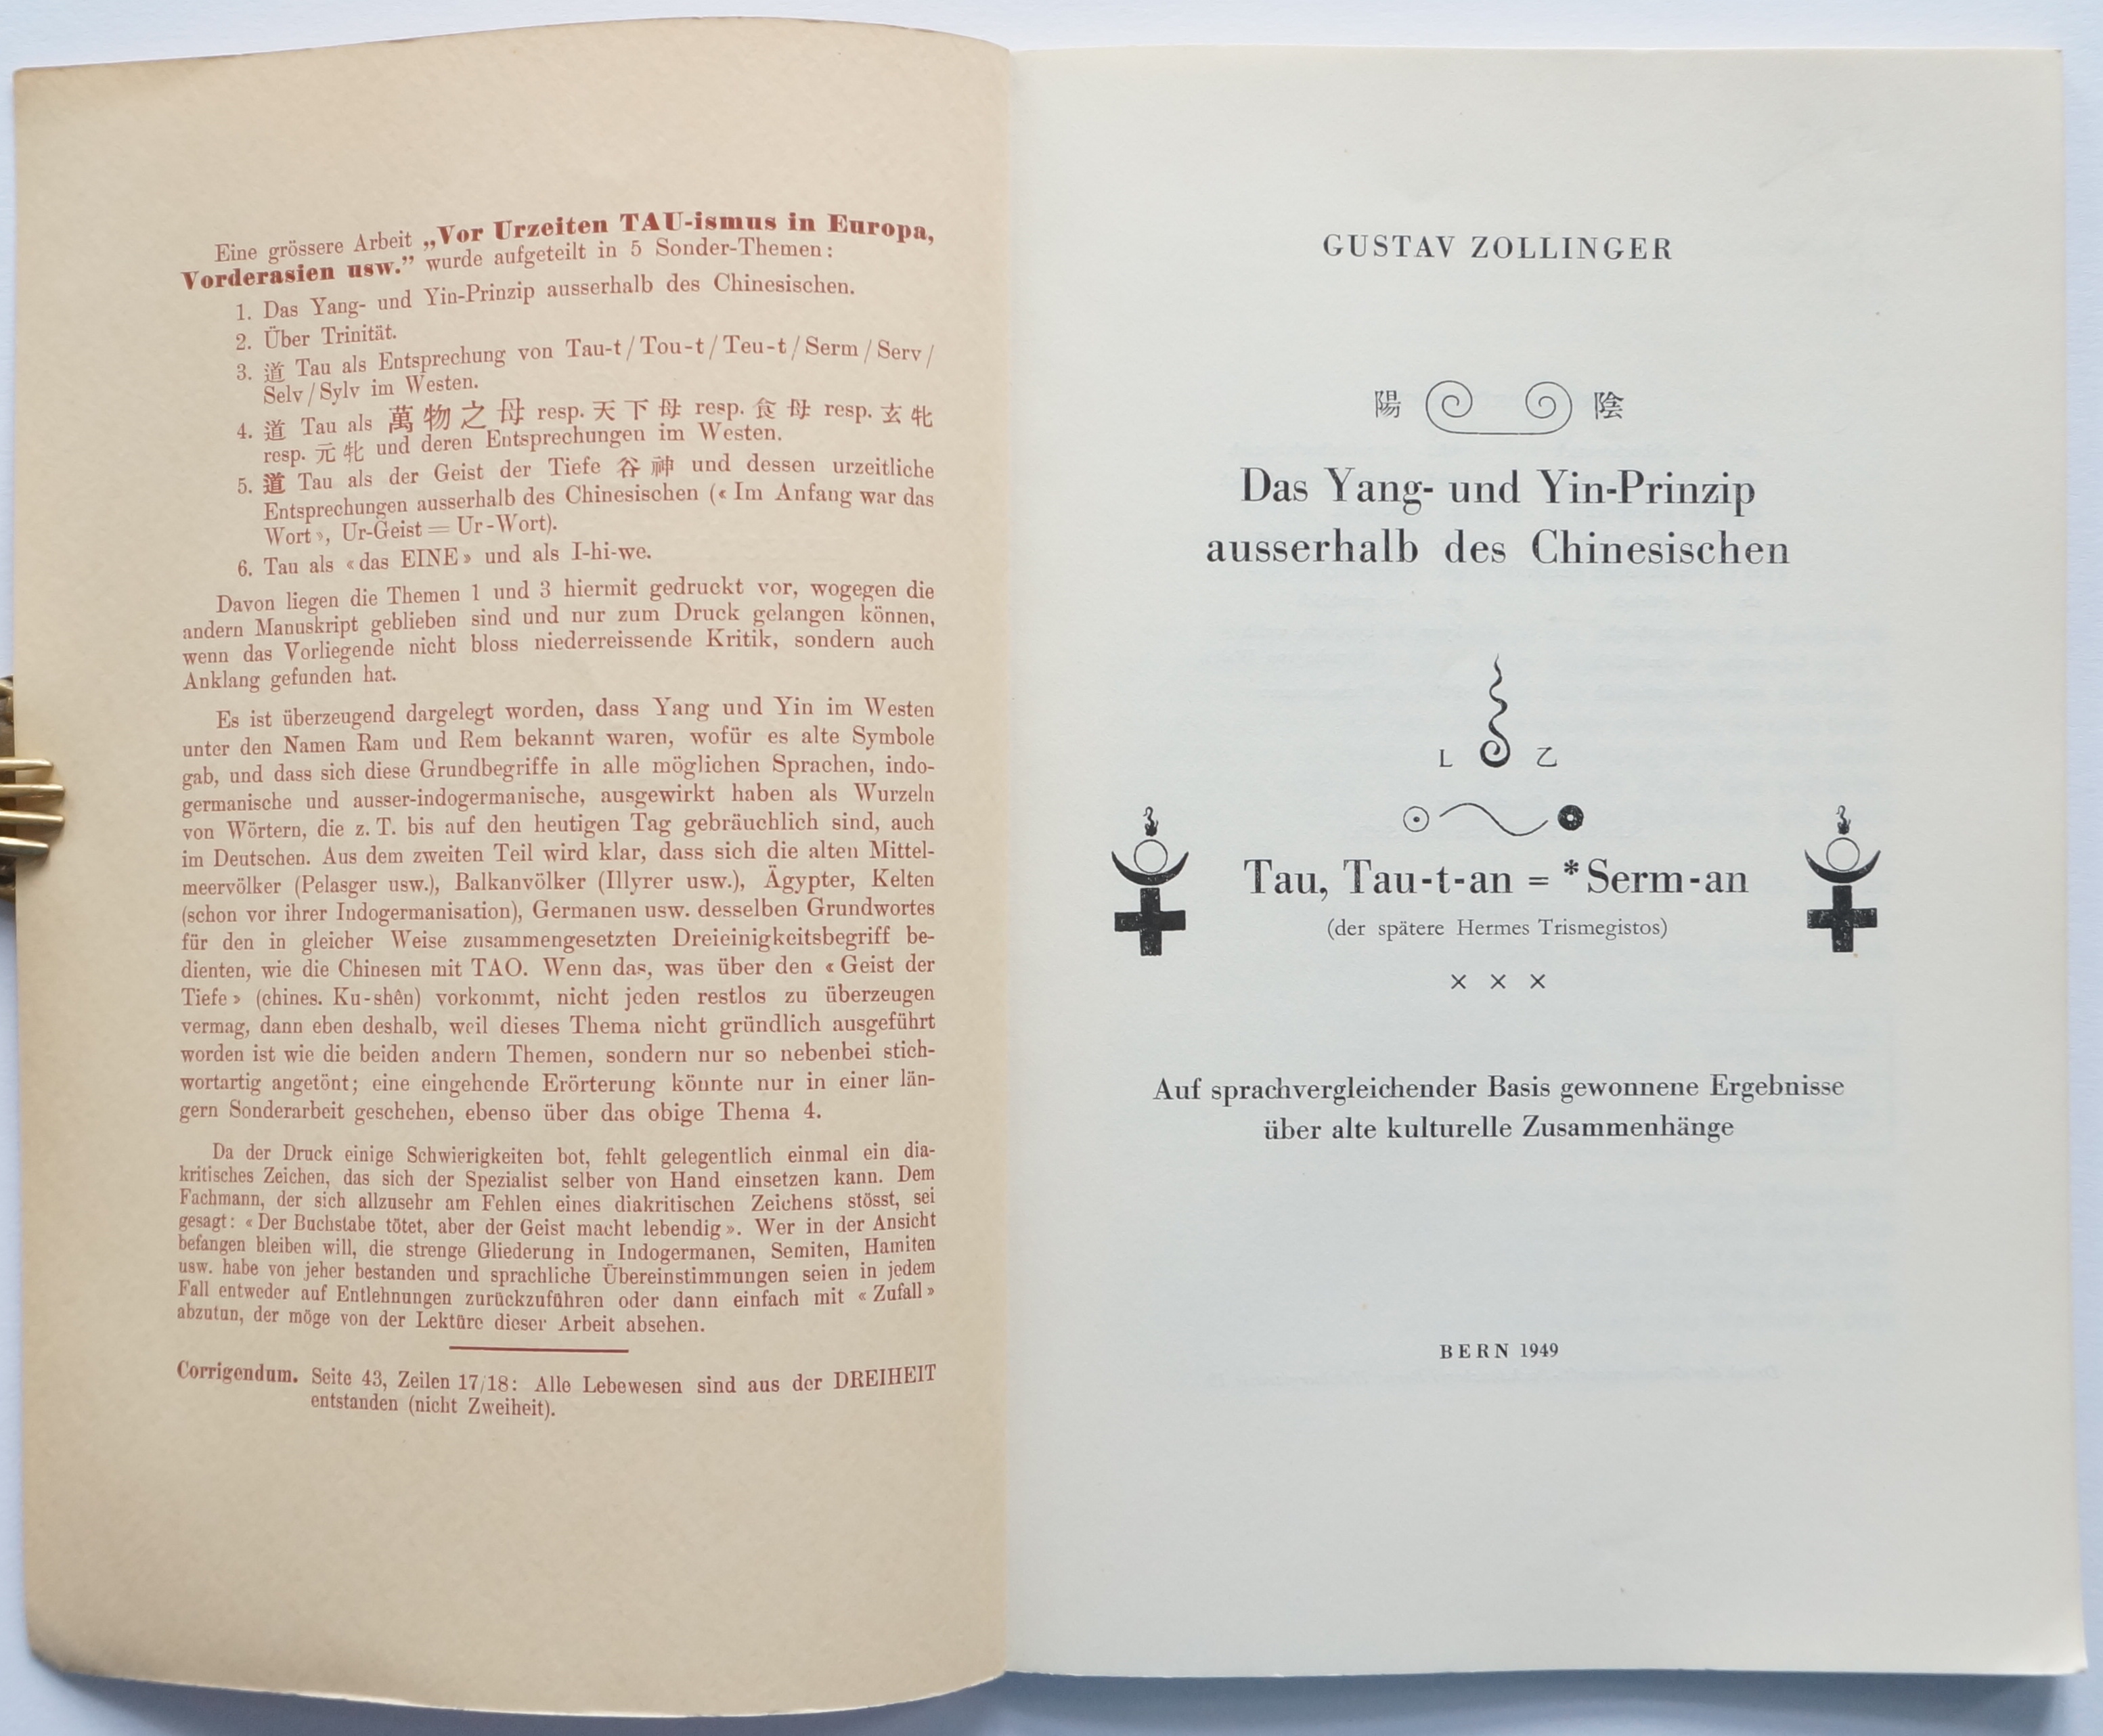 Eine grössere Arbeit „Vor Urzeiten TAU-ismus in Europa,
Vorderasien usw.” wurde aufgeteilt in 5 Sonder-Themen:
1. Das Yang- und Yin-Prinzip ausserhalb des Chinesischen.
2. Über Trinität.
3. 道 Tau als Entsprechung von Tau-t / Tou-t / Teu-t / Serm / Serv /
Selv / Sylv im Westen.
4. 道 Tau als 萬物之母 resp. 天下母 resp. 食母 resp. 玄牝
resp. 元牝 und deren Entsprechungen im Westen.
5. 道 Tau als der Geist der Tiefe 谷神 und dessen urzeitliche
Entsprechungen ausserhalb des Chinesischen (« Im Anfang war das
Wort », Ur-Geist = Ur-Wort).
6. Tau als « das EINE » und als I-hi-we.
Davon liegen die Themen 1 und 3 hiermit gedruckt vor, wogegen die
andern Manuskript geblieben sind und nur zum Druck gelangen können,
wenn das Vorliegende nicht bloss niederreissende Kritik, sondern auch
Anklang gefunden hat.
Es ist überzeugend dargelegt worden, dass Yang und Yin im Westen
unter den Namen Ram und Rem bekannt waren, wofür es alte Symbole
gab, und dass sich diese Grundbegriffe in alle möglichen Sprachen, indo-
germanische und ausser-indogermanische, ausgewirkt haben als Wurzeln
von Wörtern, die z. T. bis auf den heutigen Tag gebräuchlich sind, auch
im Deutschen. Aus dem zweiten Teil wird klar, dass sich die alten Mittel-
meervölker (Pelasger usw.), Balkanvölker (Illyrer usw.), Ägypter, Kelten
(schon vor ihrer Indogermanisation), Germanen usw. desselben Grundwortes
für den in gleicher Weise zusammengesetzten Dreieinigkeitsbegriff be-
dienten, wie die Chinesen mit TAO. Wenn das, was über den « Geist der
Tiefe » (chines. Ku-shên) vorkommt, nicht jeden restlos zu überzeugen
vermag, dann eben deshalb, weil dieses Thema nicht gründlich ausgeführt
worden ist wie die beiden andern Themen, sondern nur so nebenbei stich-
wortartig angetönt; eine eingehende Erörterung könnte nur in einer län-
gern Sonderarbeit geschehen, ebenso über das obige Thema 4.
Da der Druck einige Schwierigkeiten bot, fehlt gelegentlich einmal ein dia-
kritisches Zeichen, das sich der Spezialist selber von Hand einsetzen kann. Dem
Fachmann, der sich allzusehr am Fehlen eines diakritischen Zeichens stösst, sei
gesagt: « Der Buchstabe tötet, aber der Geist macht lebendig ». Wer in der Ansicht
befangen bleiben will, die strenge Gliederung in Indogermanen, Semiten, Hamiten
usw. habe von jeher bestanden und sprachliche Übereinstimmungen seien in jedem
Fall entweder auf Entlehnungen zurückzuführen oder dann einfach mit « Zufall »
abzutun, der möge von der Lektüre dieser Arbeit absehen.
Corrigendum. Seite 43, Zeilen 17/18: Alle Lebewesen sind aus der DREIHEIT
entstanden (nicht Zweiheit).
GUSTAV ZOLLINGER
陽 陰
Das Yang- und Yin-Prinzip
ausserhalb des Chinesischen
L 乙
Tau, Tau-t-an = *Serm-an
(der spätere Hermes Trismegistos)
× × ×
Auf sprachvergleichender Basis gewonnene Ergebnisse
über alte kulturelle Zusammenhänge
BERN 1949